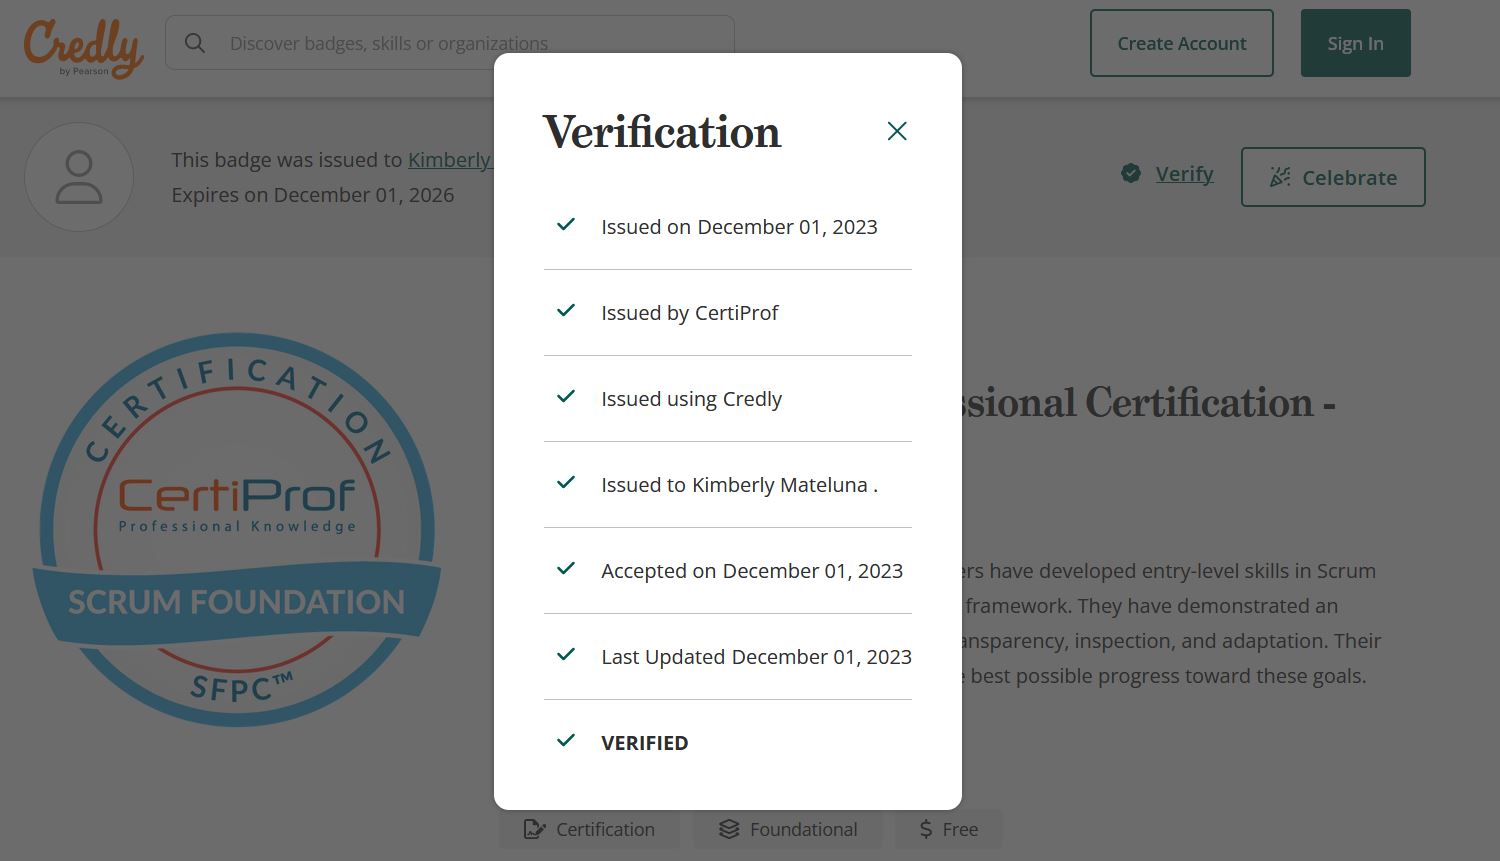 Credly
by Pearson
Discover badges, skills or organizations
Create Account
Sign In
This badge was issued to Kimberly
Expires on December 01, 2026
Verify
Celebrate
Verification
Issued on December 01, 2023
Issued by CertiProf
Issued using Credly
Issued to Kimberly Mateluna .
Accepted on December 01, 2023
Last Updated December 01, 2023
VERIFIED
CERTIFICATION
CertiProf
Professional Knowledge
SCRUM FOUNDATION
SFPC™
ssional Certification -
ers have developed entry-level skills in Scrum
framework. They have demonstrated an
ansparency, inspection, and adaptation. Their
best possible progress toward these goals.
Certification
Foundational
Free